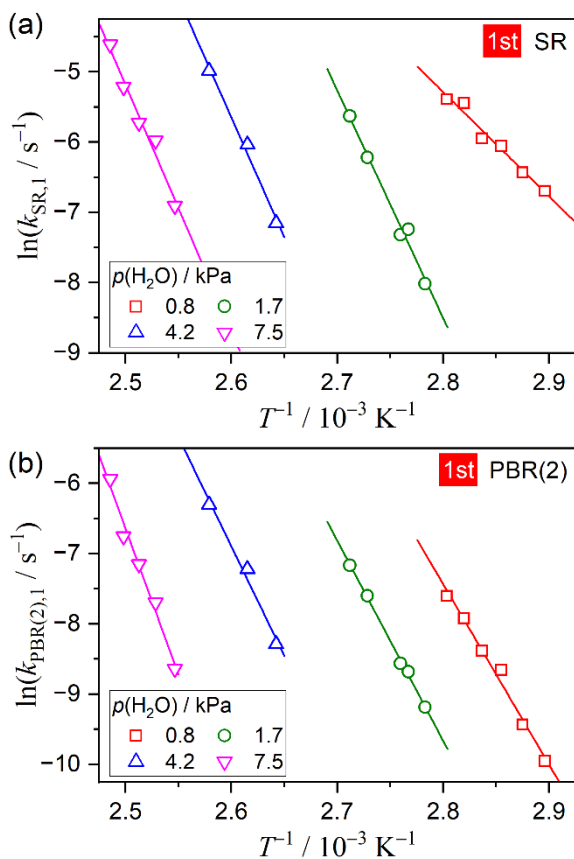 (a)
1st SR
ln(k_SR,1 / s⁻¹)
−5
−6
−7
−8
−9
p(H₂O) / kPa
0.8 1.7
4.2 7.5
2.5 2.6 2.7 2.8 2.9
T⁻¹ / 10⁻³ K⁻¹
(b)
1st PBR(2)
ln(k_PBR(2),1 / s⁻¹)
−6
−7
−8
−9
−10
p(H₂O) / kPa
0.8 1.7
4.2 7.5
2.5 2.6 2.7 2.8 2.9
T⁻¹ / 10⁻³ K⁻¹